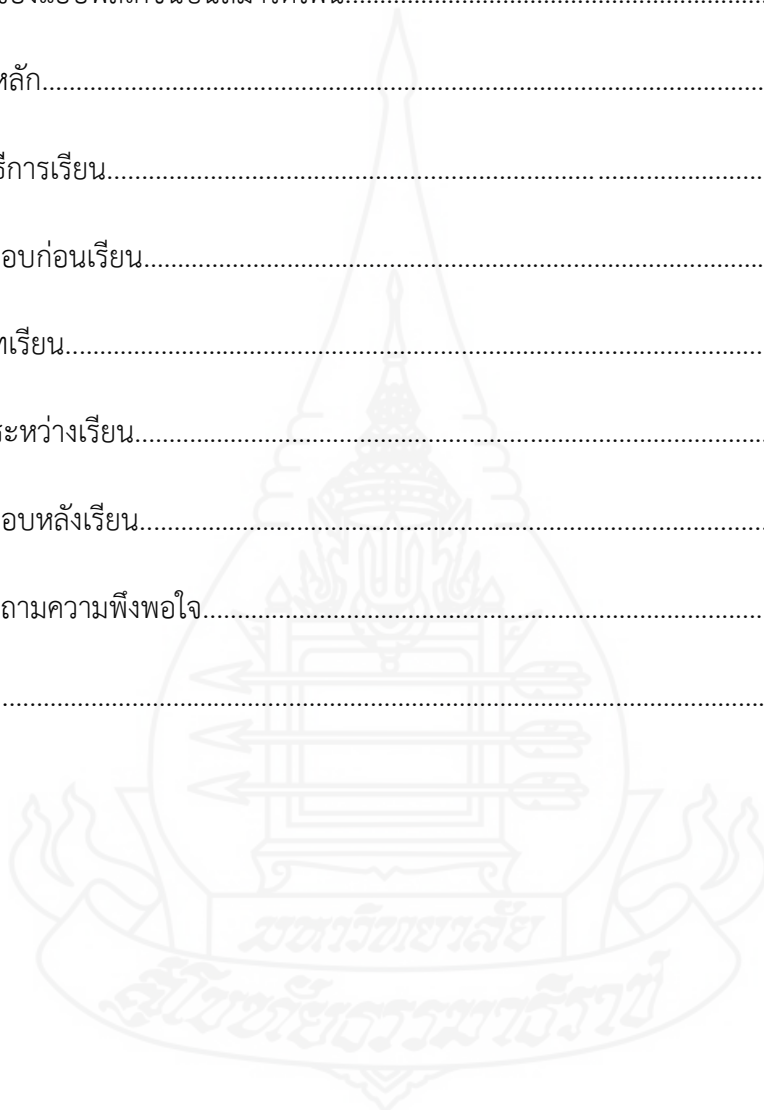 หลัก
ธีการเรียน
อบก่อนเรียน
ทเรียน
ระหว่างเรียน
อบหลังเรียน
ถามความพึงพอใจ
มหาวิทยาลัย
สุโขทัยธรรมาธิราช